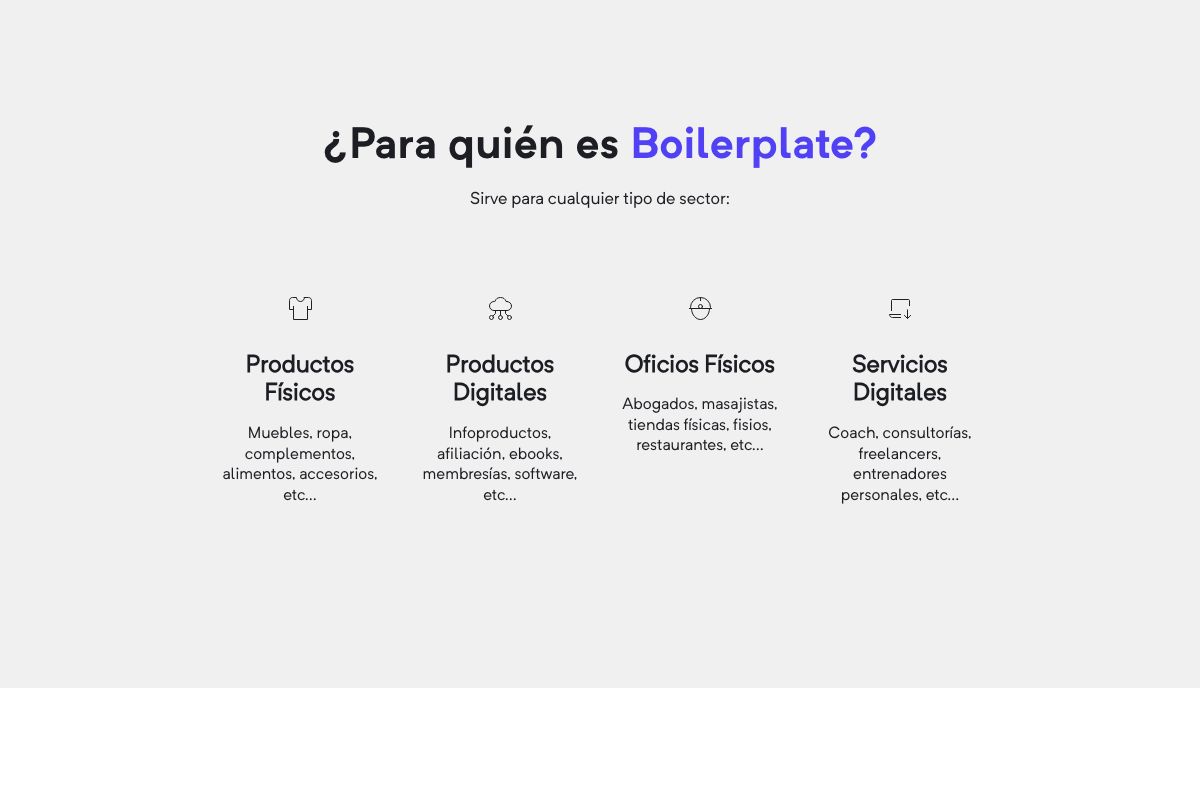 ¿Para quién es Boilerplate?
Sirve para cualquier tipo de sector:
Productos
Físicos
Muebles, ropa,
complementos,
alimentos, accesorios,
etc...
Productos
Digitales
Infoproductos,
afiliación, ebooks,
membresías, software,
etc...
Oficios Físicos
Abogados, masajistas,
tiendas físicas, fisios,
restaurantes, etc...
Servicios
Digitales
Coach, consultorías,
freelancers,
entrenadores
personales, etc...